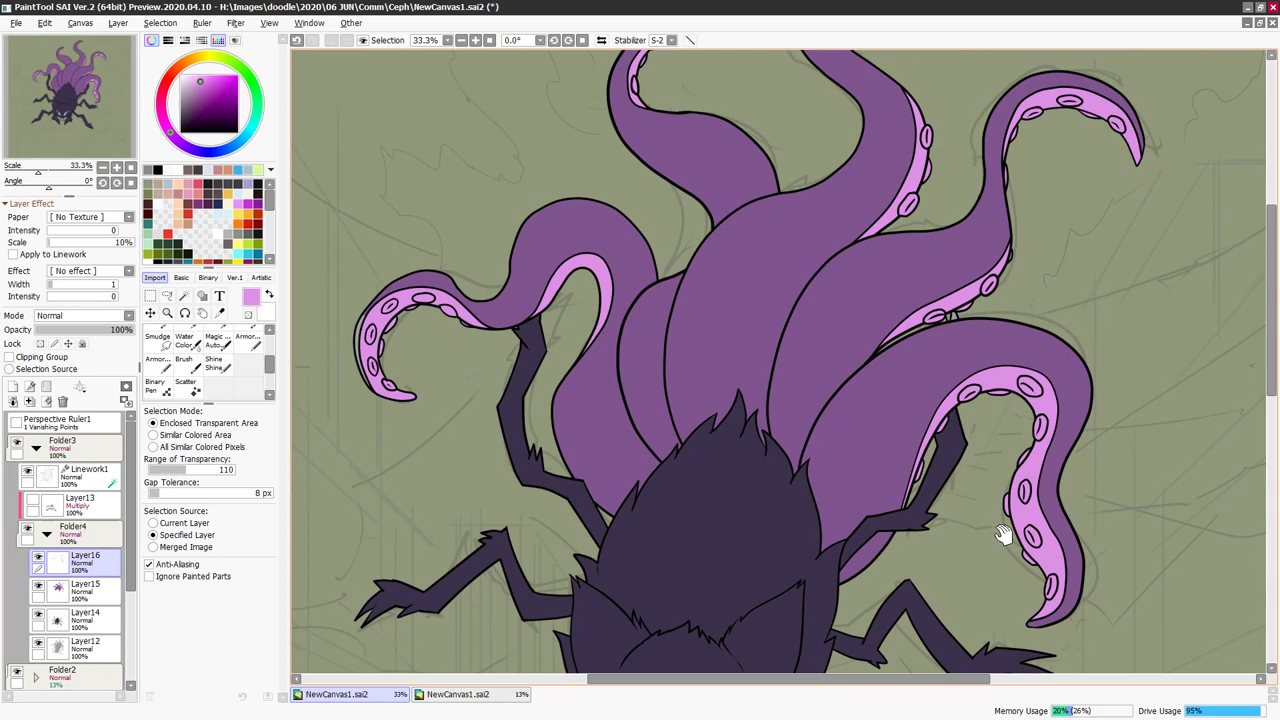 PaintTool SAI Ver.2 (64bit) Preview.2020.04.10 - H:\Images\doodle\2020\06 JUN\Comm\Ceph\NewCanvas1.sai2 (*)
File Edit Canvas Layer Selection Ruler Filter View Window Other
Selection 33.3% 0.0° Stabilizer S-2
Scale 33.3%
Angle 0°
Layer Effect
Paper [ No Texture ]
Intensity 0
Scale 10%
Apply to Linework
Effect [ No effect ]
Width 1
Intensity 0
Mode Normal
Opacity 100%
Lock
Clipping Group
Selection Source
Perspective Ruler1
1 Vanishing Points
Folder3
Normal
100%
Linework1
Normal
100%
Layer13
Multiply
100%
Folder4
Normal
100%
Layer16
Normal
100%
Layer15
Normal
100%
Layer14
Normal
100%
Layer12
Normal
100%
Folder2
Normal
13%
Import Basic Binary Ver.1 Artistic
T
Smudge Water Color... Magic Auto... Armor...
Armor... Brush Shine Shine
Binary Pen Scatter
Selection Mode:
Enclosed Transparent Area
Similar Colored Area
All Similar Colored Pixels
Range of Transparency:
110
Gap Tolerance:
8 px
Selection Source:
Current Layer
Specified Layer
Merged Image
Anti-Aliasing
Ignore Painted Parts
NewCanvas1.sai2 33% NewCanvas1.sai2 13%
Memory Usage 20% (26%) Drive Usage 95%